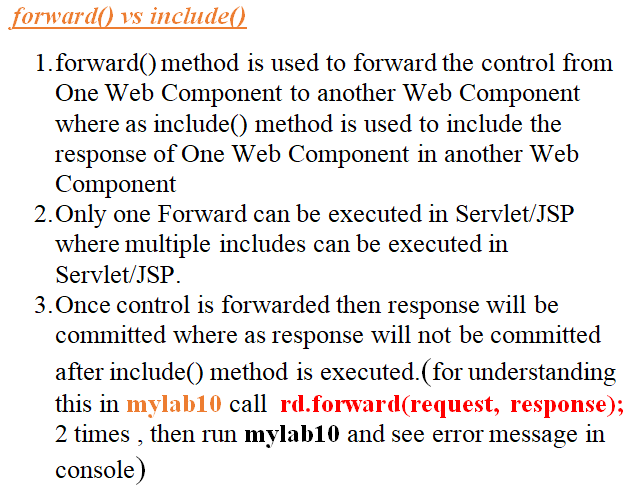 forward() vs include()
1.forward() method is used to forward the control from
One Web Component to another Web Component
where as include() method is used to include the
response of One Web Component in another Web
Component
2.Only one Forward can be executed in Servlet/JSP
where multiple includes can be executed in
Servlet/JSP.
3.Once control is forwarded then response will be
committed where as response will not be committed
after include() method is executed.(for understanding
this in mylab10 call rd.forward(request, response);
2 times , then run mylab10 and see error message in
console)